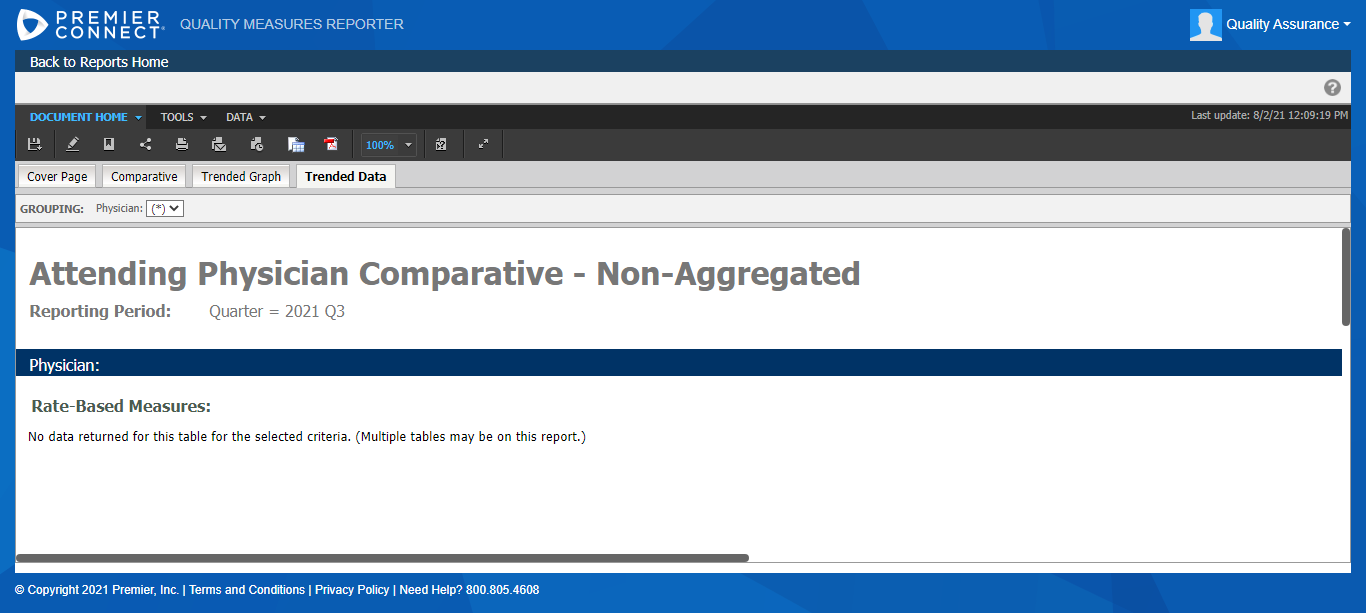 PREMIER
CONNECT® QUALITY MEASURES REPORTER
Quality Assurance
Back to Reports Home
?
DOCUMENT HOME TOOLS DATA
Last update: 8/2/21 12:09:19 PM
100%
Cover Page Comparative Trended Graph Trended Data
GROUPING: Physician: (*)
Attending Physician Comparative - Non-Aggregated
Reporting Period: Quarter = 2021 Q3
Physician:
Rate-Based Measures:
No data returned for this table for the selected criteria. (Multiple tables may be on this report.)
© Copyright 2021 Premier, Inc. | Terms and Conditions | Privacy Policy | Need Help? 800.805.4608